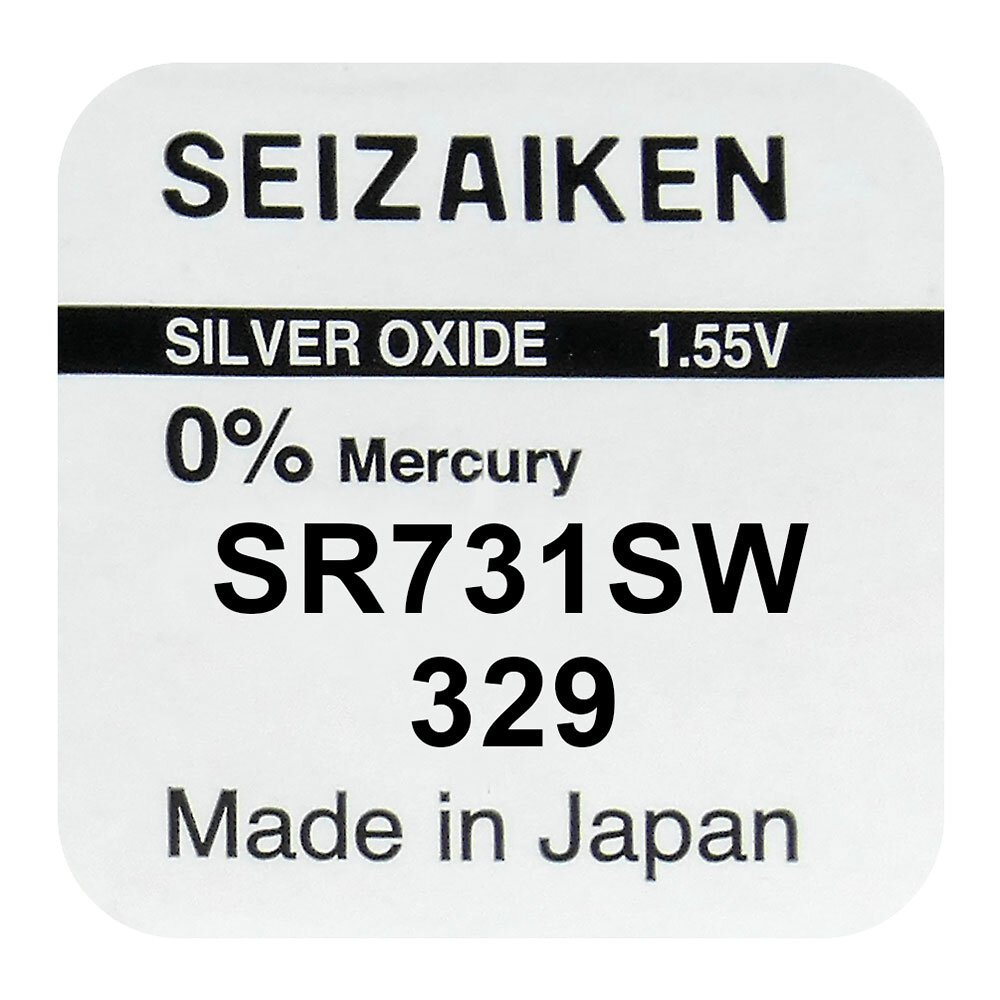 SEIZAIKEN
SILVER OXIDE 1.55V
0% Mercury
SR731SW
329
Made in Japan